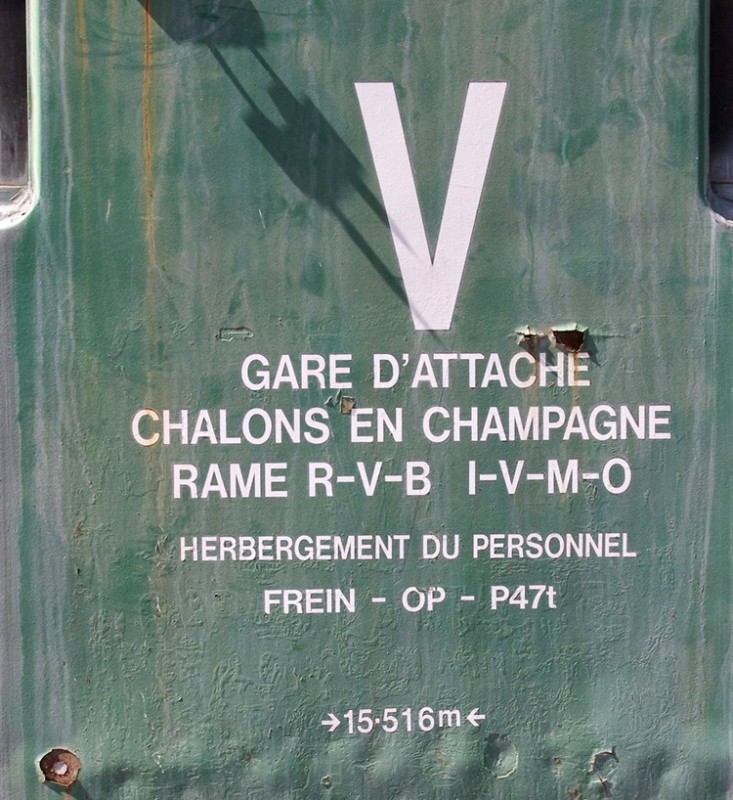 V
GARE D'ATTACHE
CHALONS EN CHAMPAGNE
RAME R-V-B I-V-M-O
HERBERGEMENT DU PERSONNEL
FREIN - OP - P47t
→15·516m←